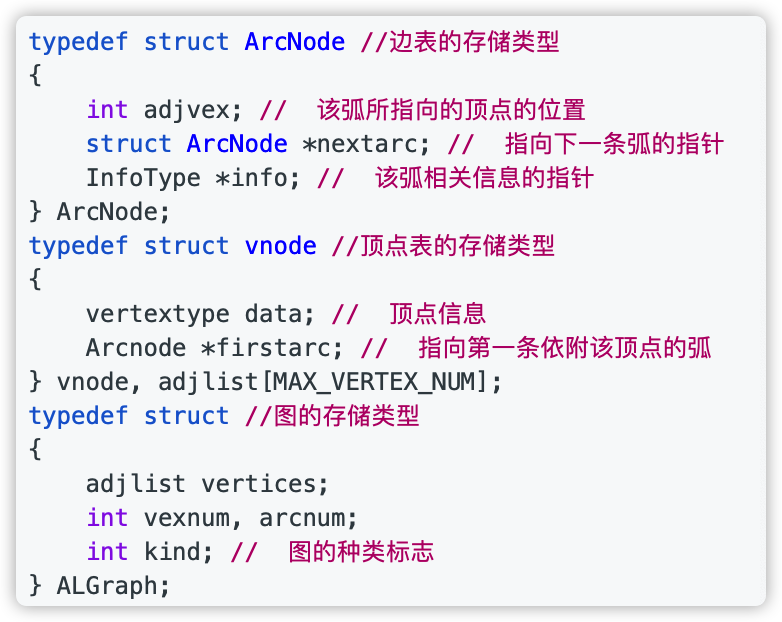 typedef struct ArcNode //边表的存储类型
{
    int adjvex; //  该弧所指向的顶点的位置
    struct ArcNode *nextarc; //  指向下一条弧的指针
    InfoType *info; //  该弧相关信息的指针
} ArcNode;
typedef struct vnode //顶点表的存储类型
{
    vertextype data; //  顶点信息
    Arcnode *firstarc; //  指向第一条依附该顶点的弧
} vnode, adjlist[MAX_VERTEX_NUM];
typedef struct //图的存储类型
{
    adjlist vertices;
    int vexnum, arcnum;
    int kind; //  图的种类标志
} ALGraph;